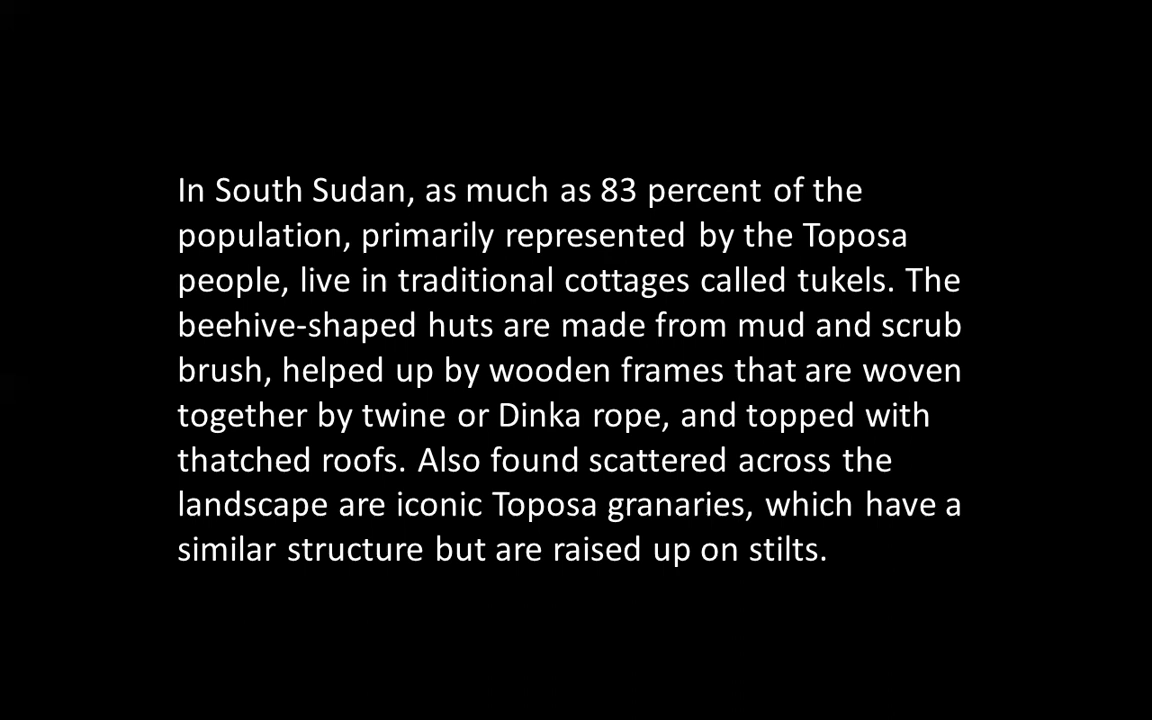 In South Sudan, as much as 83 percent of the
population, primarily represented by the Toposa
people, live in traditional cottages called tukels. The
beehive-shaped huts are made from mud and scrub
brush, helped up by wooden frames that are woven
together by twine or Dinka rope, and topped with
thatched roofs. Also found scattered across the
landscape are iconic Toposa granaries, which have a
similar structure but are raised up on stilts.